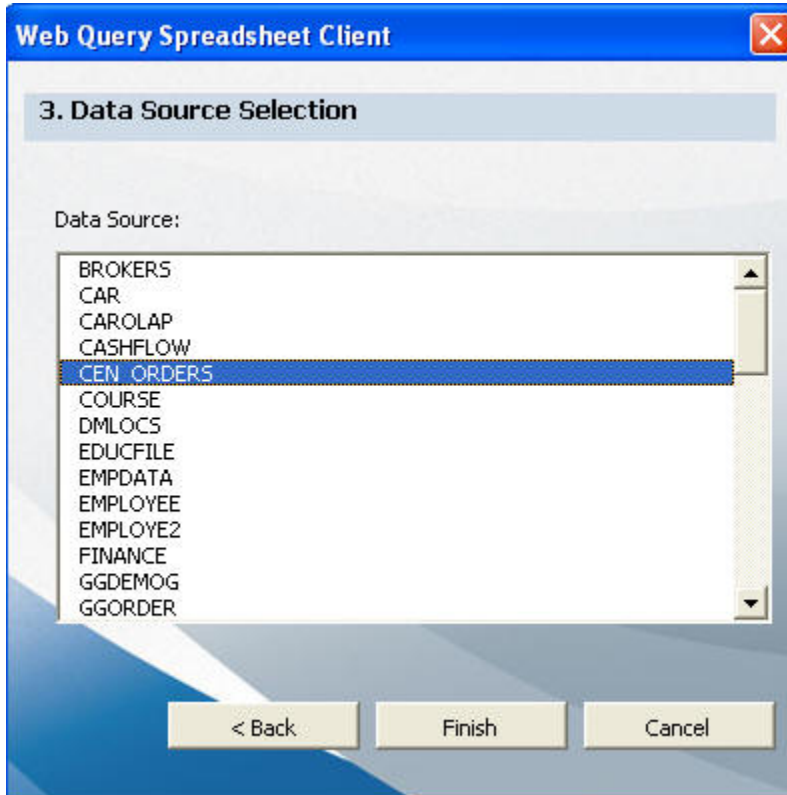 Web Query Spreadsheet Client
3. Data Source Selection
Data Source:
BROKERS
CAR
CAROLAP
CASHFLOW
CEN_ORDERS
COURSE
DMLOCS
EDUCFILE
EMPDATA
EMPLOYEE
EMPLOYE2
FINANCE
GGDEMOG
GGORDER
< Back Finish Cancel